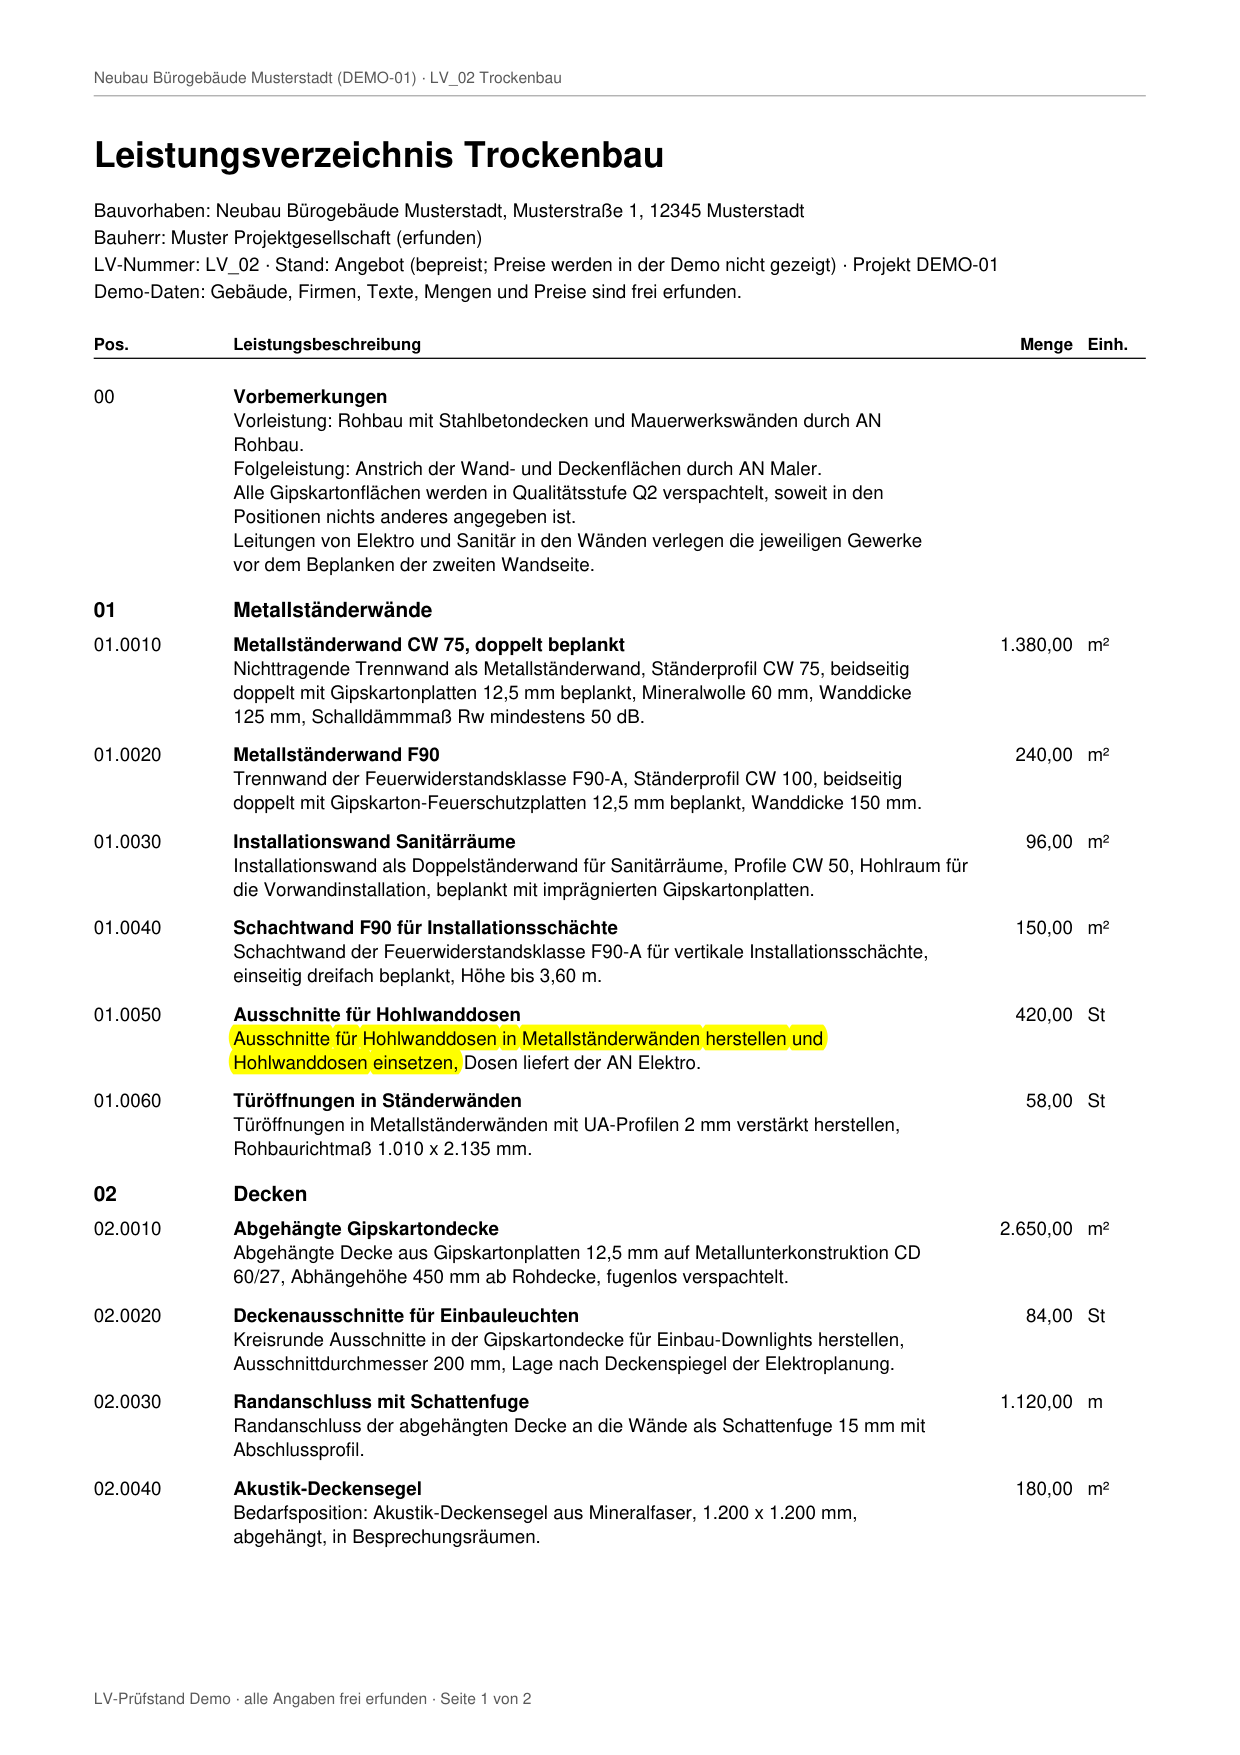 Neubau Bürogebäude Musterstadt (DEMO-01) · LV_02 Trockenbau
Leistungsverzeichnis Trockenbau
Bauvorhaben: Neubau Bürogebäude Musterstadt, Musterstraße 1, 12345 Musterstadt
Bauherr: Muster Projektgesellschaft (erfunden)
LV-Nummer: LV_02 · Stand: Angebot (bepreist; Preise werden in der Demo nicht gezeigt) · Projekt DEMO-01
Demo-Daten: Gebäude, Firmen, Texte, Mengen und Preise sind frei erfunden.
Pos. Leistungsbeschreibung Menge Einh.
00 Vorbemerkungen
Vorleistung: Rohbau mit Stahlbetondecken und Mauerwerkswänden durch AN
Rohbau.
Folgeleistung: Anstrich der Wand- und Deckenflächen durch AN Maler.
Alle Gipskartonflächen werden in Qualitätsstufe Q2 verspachtelt, soweit in den
Positionen nichts anderes angegeben ist.
Leitungen von Elektro und Sanitär in den Wänden verlegen die jeweiligen Gewerke
vor dem Beplanken der zweiten Wandseite.
01 Metallständerwände
01.0010 Metallständerwand CW 75, doppelt beplankt 1.380,00 m²
Nichttragende Trennwand als Metallständerwand, Ständerprofil CW 75, beidseitig
doppelt mit Gipskartonplatten 12,5 mm beplankt, Mineralwolle 60 mm, Wanddicke
125 mm, Schalldämmmaß Rw mindestens 50 dB.
01.0020 Metallständerwand F90 240,00 m²
Trennwand der Feuerwiderstandsklasse F90-A, Ständerprofil CW 100, beidseitig
doppelt mit Gipskarton-Feuerschutzplatten 12,5 mm beplankt, Wanddicke 150 mm.
01.0030 Installationswand Sanitärräume 96,00 m²
Installationswand als Doppelständerwand für Sanitärräume, Profile CW 50, Hohlraum für
die Vorwandinstallation, beplankt mit imprägnierten Gipskartonplatten.
01.0040 Schachtwand F90 für Installationsschächte 150,00 m²
Schachtwand der Feuerwiderstandsklasse F90-A für vertikale Installationsschächte,
einseitig dreifach beplankt, Höhe bis 3,60 m.
01.0050 Ausschnitte für Hohlwanddosen 420,00 St
Ausschnitte für Hohlwanddosen in Metallständerwänden herstellen und
Hohlwanddosen einsetzen, Dosen liefert der AN Elektro.
01.0060 Türöffnungen in Ständerwänden 58,00 St
Türöffnungen in Metallständerwänden mit UA-Profilen 2 mm verstärkt herstellen,
Rohbaurichtmaß 1.010 x 2.135 mm.
02 Decken
02.0010 Abgehängte Gipskartondecke 2.650,00 m²
Abgehängte Decke aus Gipskartonplatten 12,5 mm auf Metallunterkonstruktion CD
60/27, Abhängehöhe 450 mm ab Rohdecke, fugenlos verspachtelt.
02.0020 Deckenausschnitte für Einbauleuchten 84,00 St
Kreisrunde Ausschnitte in der Gipskartondecke für Einbau-Downlights herstellen,
Ausschnittdurchmesser 200 mm, Lage nach Deckenspiegel der Elektroplanung.
02.0030 Randanschluss mit Schattenfuge 1.120,00 m
Randanschluss der abgehängten Decke an die Wände als Schattenfuge 15 mm mit
Abschlussprofil.
02.0040 Akustik-Deckensegel 180,00 m²
Bedarfsposition: Akustik-Deckensegel aus Mineralfaser, 1.200 x 1.200 mm,
abgehängt, in Besprechungsräumen.
LV-Prüfstand Demo · alle Angaben frei erfunden · Seite 1 von 2